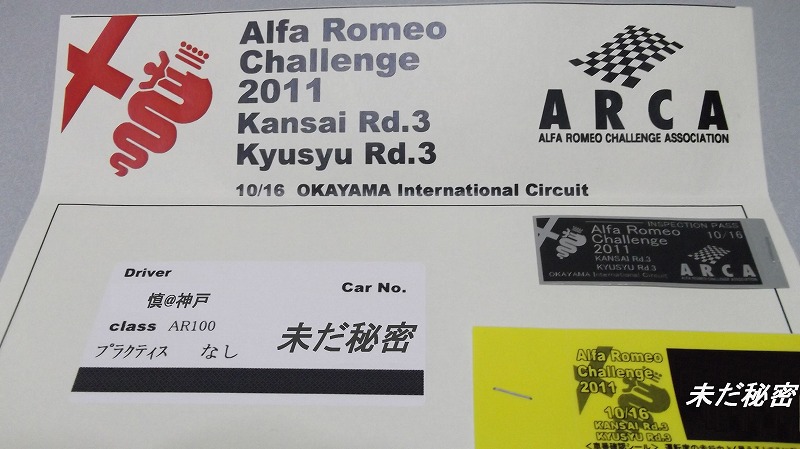 Alfa Romeo
Challenge
2011
Kansai Rd.3
Kyusyu Rd.3
10/16 OKAYAMA International Circuit
ARCA
ALFA ROMEO CHALLENGE ASSOCIATION
Driver
慎@神戸
Car No.
class AR100
未だ秘密
プラクティス なし
INSPECTION PASS
10/16
Alfa Romeo
Challenge
2011
KANSAI Rd.3
KYUSYU Rd.3
OKAYAMA International Circuit
ARCA
Alfa Romeo
Challenge
2011
10/16
KANSAI Rd.3
KYUSYU Rd.3
未だ秘密